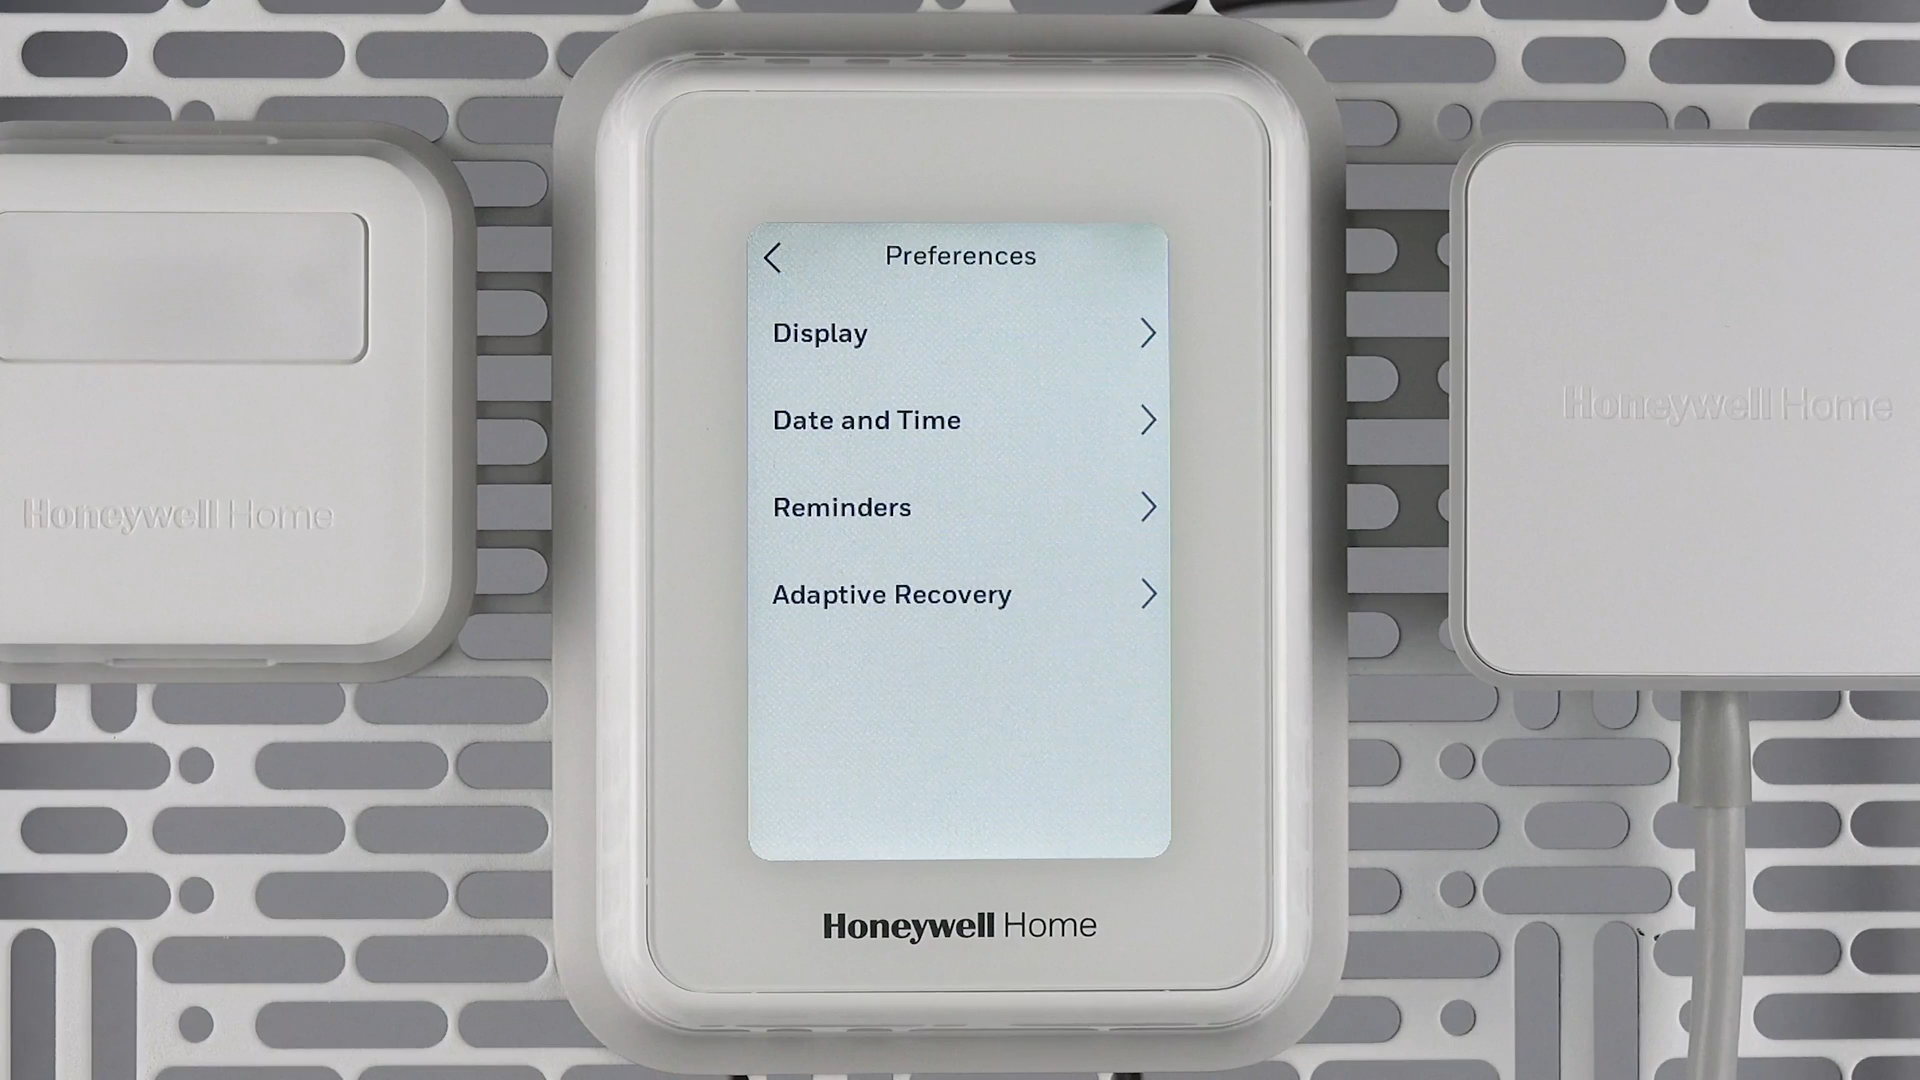 Preferences
Display
Date and Time
Reminders
Adaptive Recovery
Honeywell Home
Honeywell Home
Honeywell Home